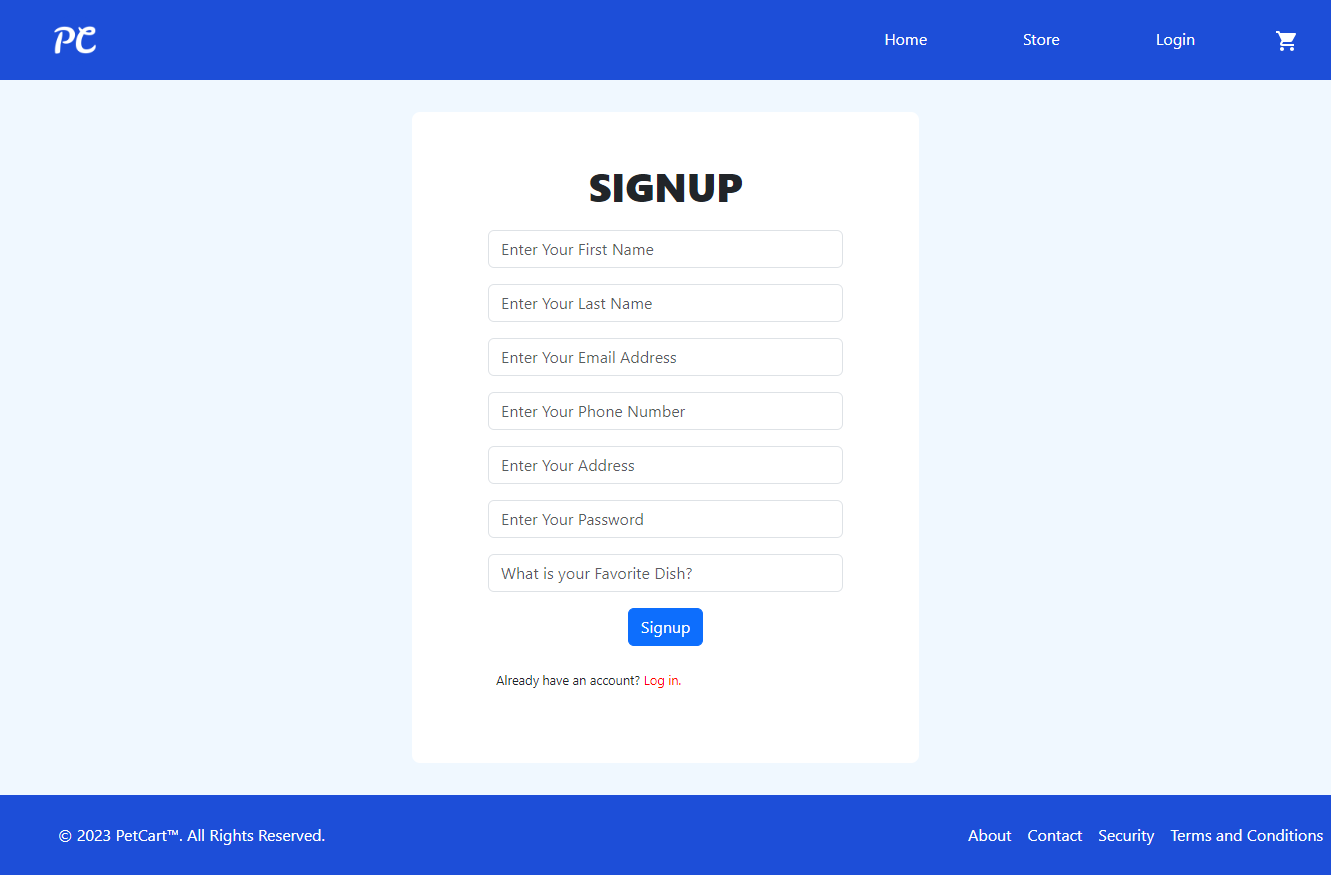 PC
Home Store Login
SIGNUP
Enter Your First Name
Enter Your Last Name
Enter Your Email Address
Enter Your Phone Number
Enter Your Address
Enter Your Password
What is your Favorite Dish?
Signup
Already have an account? Log in.
© 2023 PetCart™. All Rights Reserved. About Contact Security Terms and Conditions